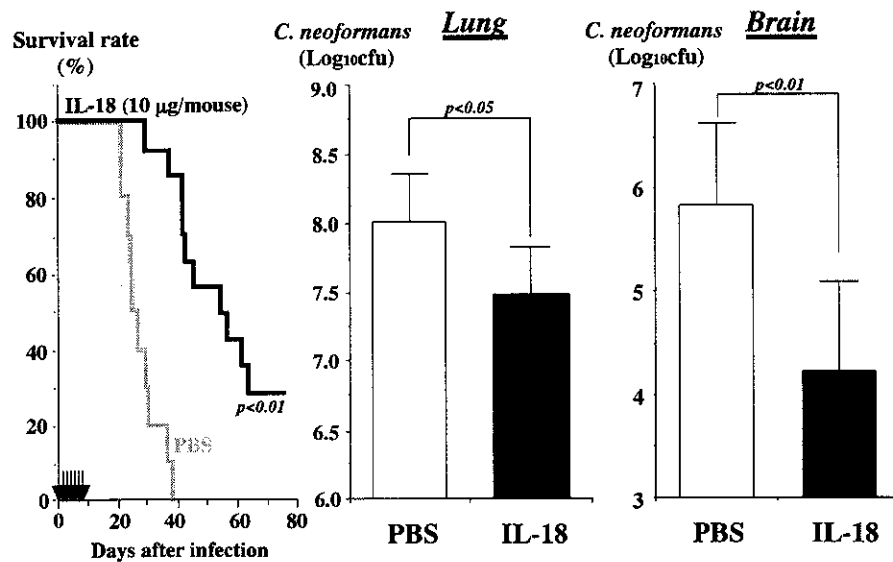 Survival rate
(%)
IL-18 (10 µg/mouse)
100
80
60
40
20
0
p<0.01
PBS
0 20 40 60 80
Days after infection
C. neoformans Lung
(Log10cfu)
9.0
8.5
8.0
7.5
7.0
6.5
6.0
p<0.05
PBS IL-18
C. neoformans Brain
(Log10cfu)
7
6
5
4
3
p<0.01
PBS IL-18